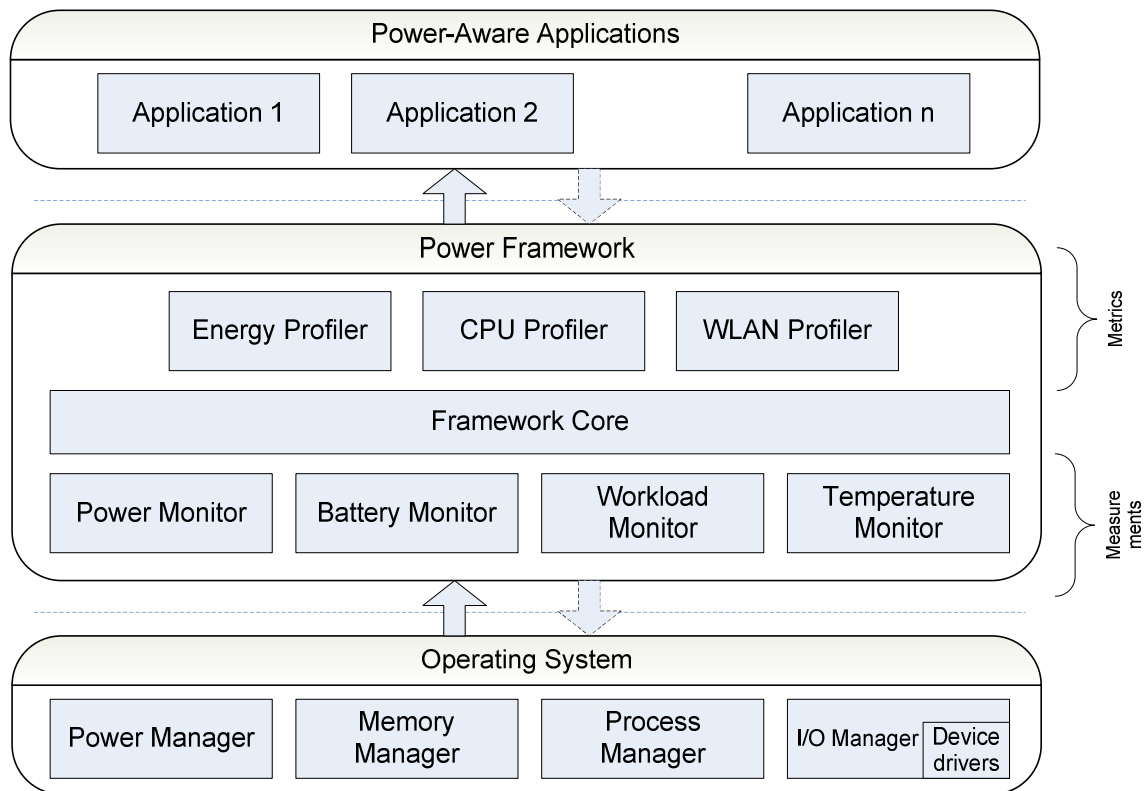 Power-Aware Applications
Application 1
Application 2
Application n
Power Framework
Energy Profiler
CPU Profiler
WLAN Profiler
Metrics
Framework Core
Power Monitor
Battery Monitor
Workload
Monitor
Temperature
Monitor
Measure
ments
Operating System
Power Manager
Memory
Manager
Process
Manager
I/O Manager
Device
drivers